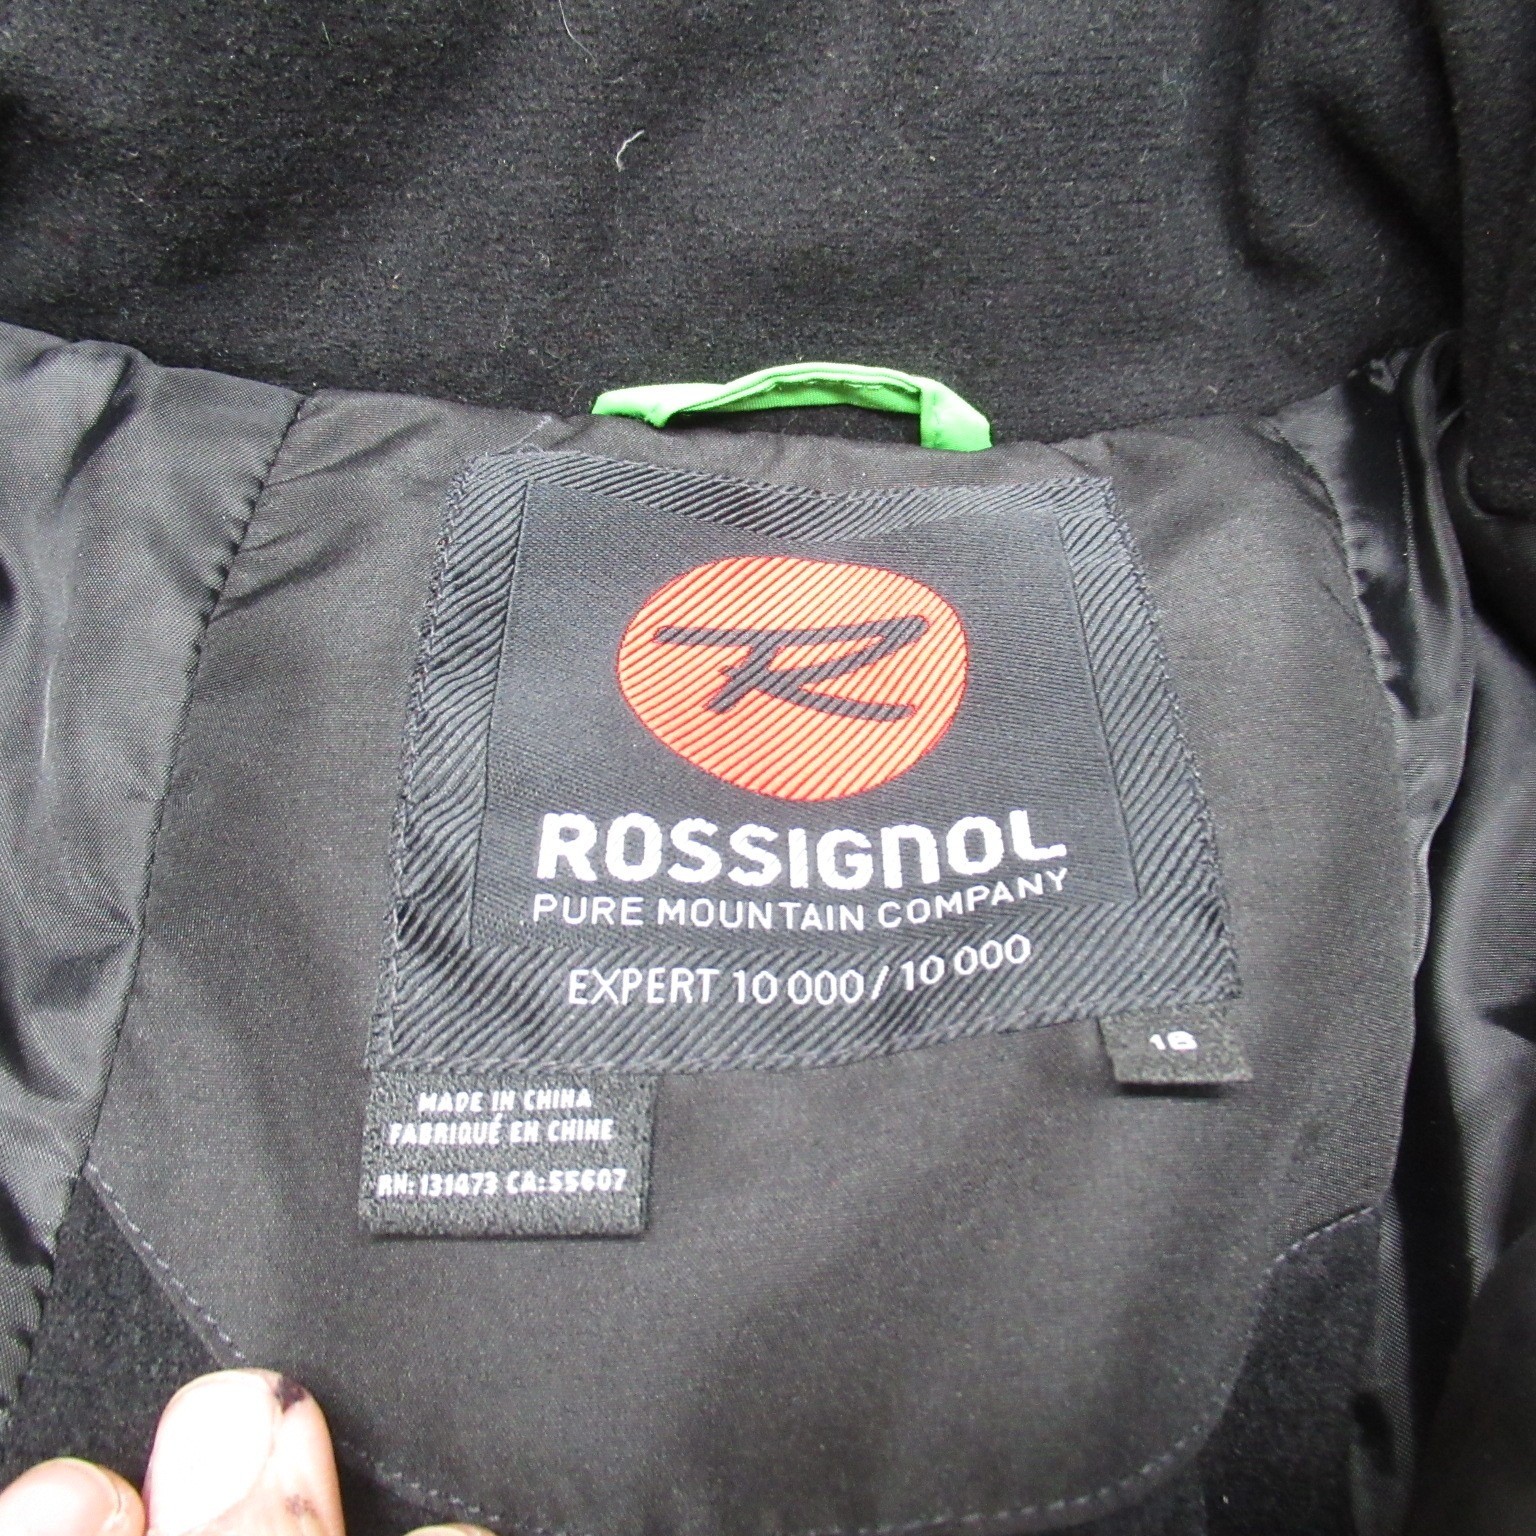 R
ROSSIGNOL
PURE MOUNTAIN COMPANY
EXPERT 10 000 / 10 000
MADE IN CHINA
FABRIQUÉ EN CHINE
RN: 131473 CA: 55607